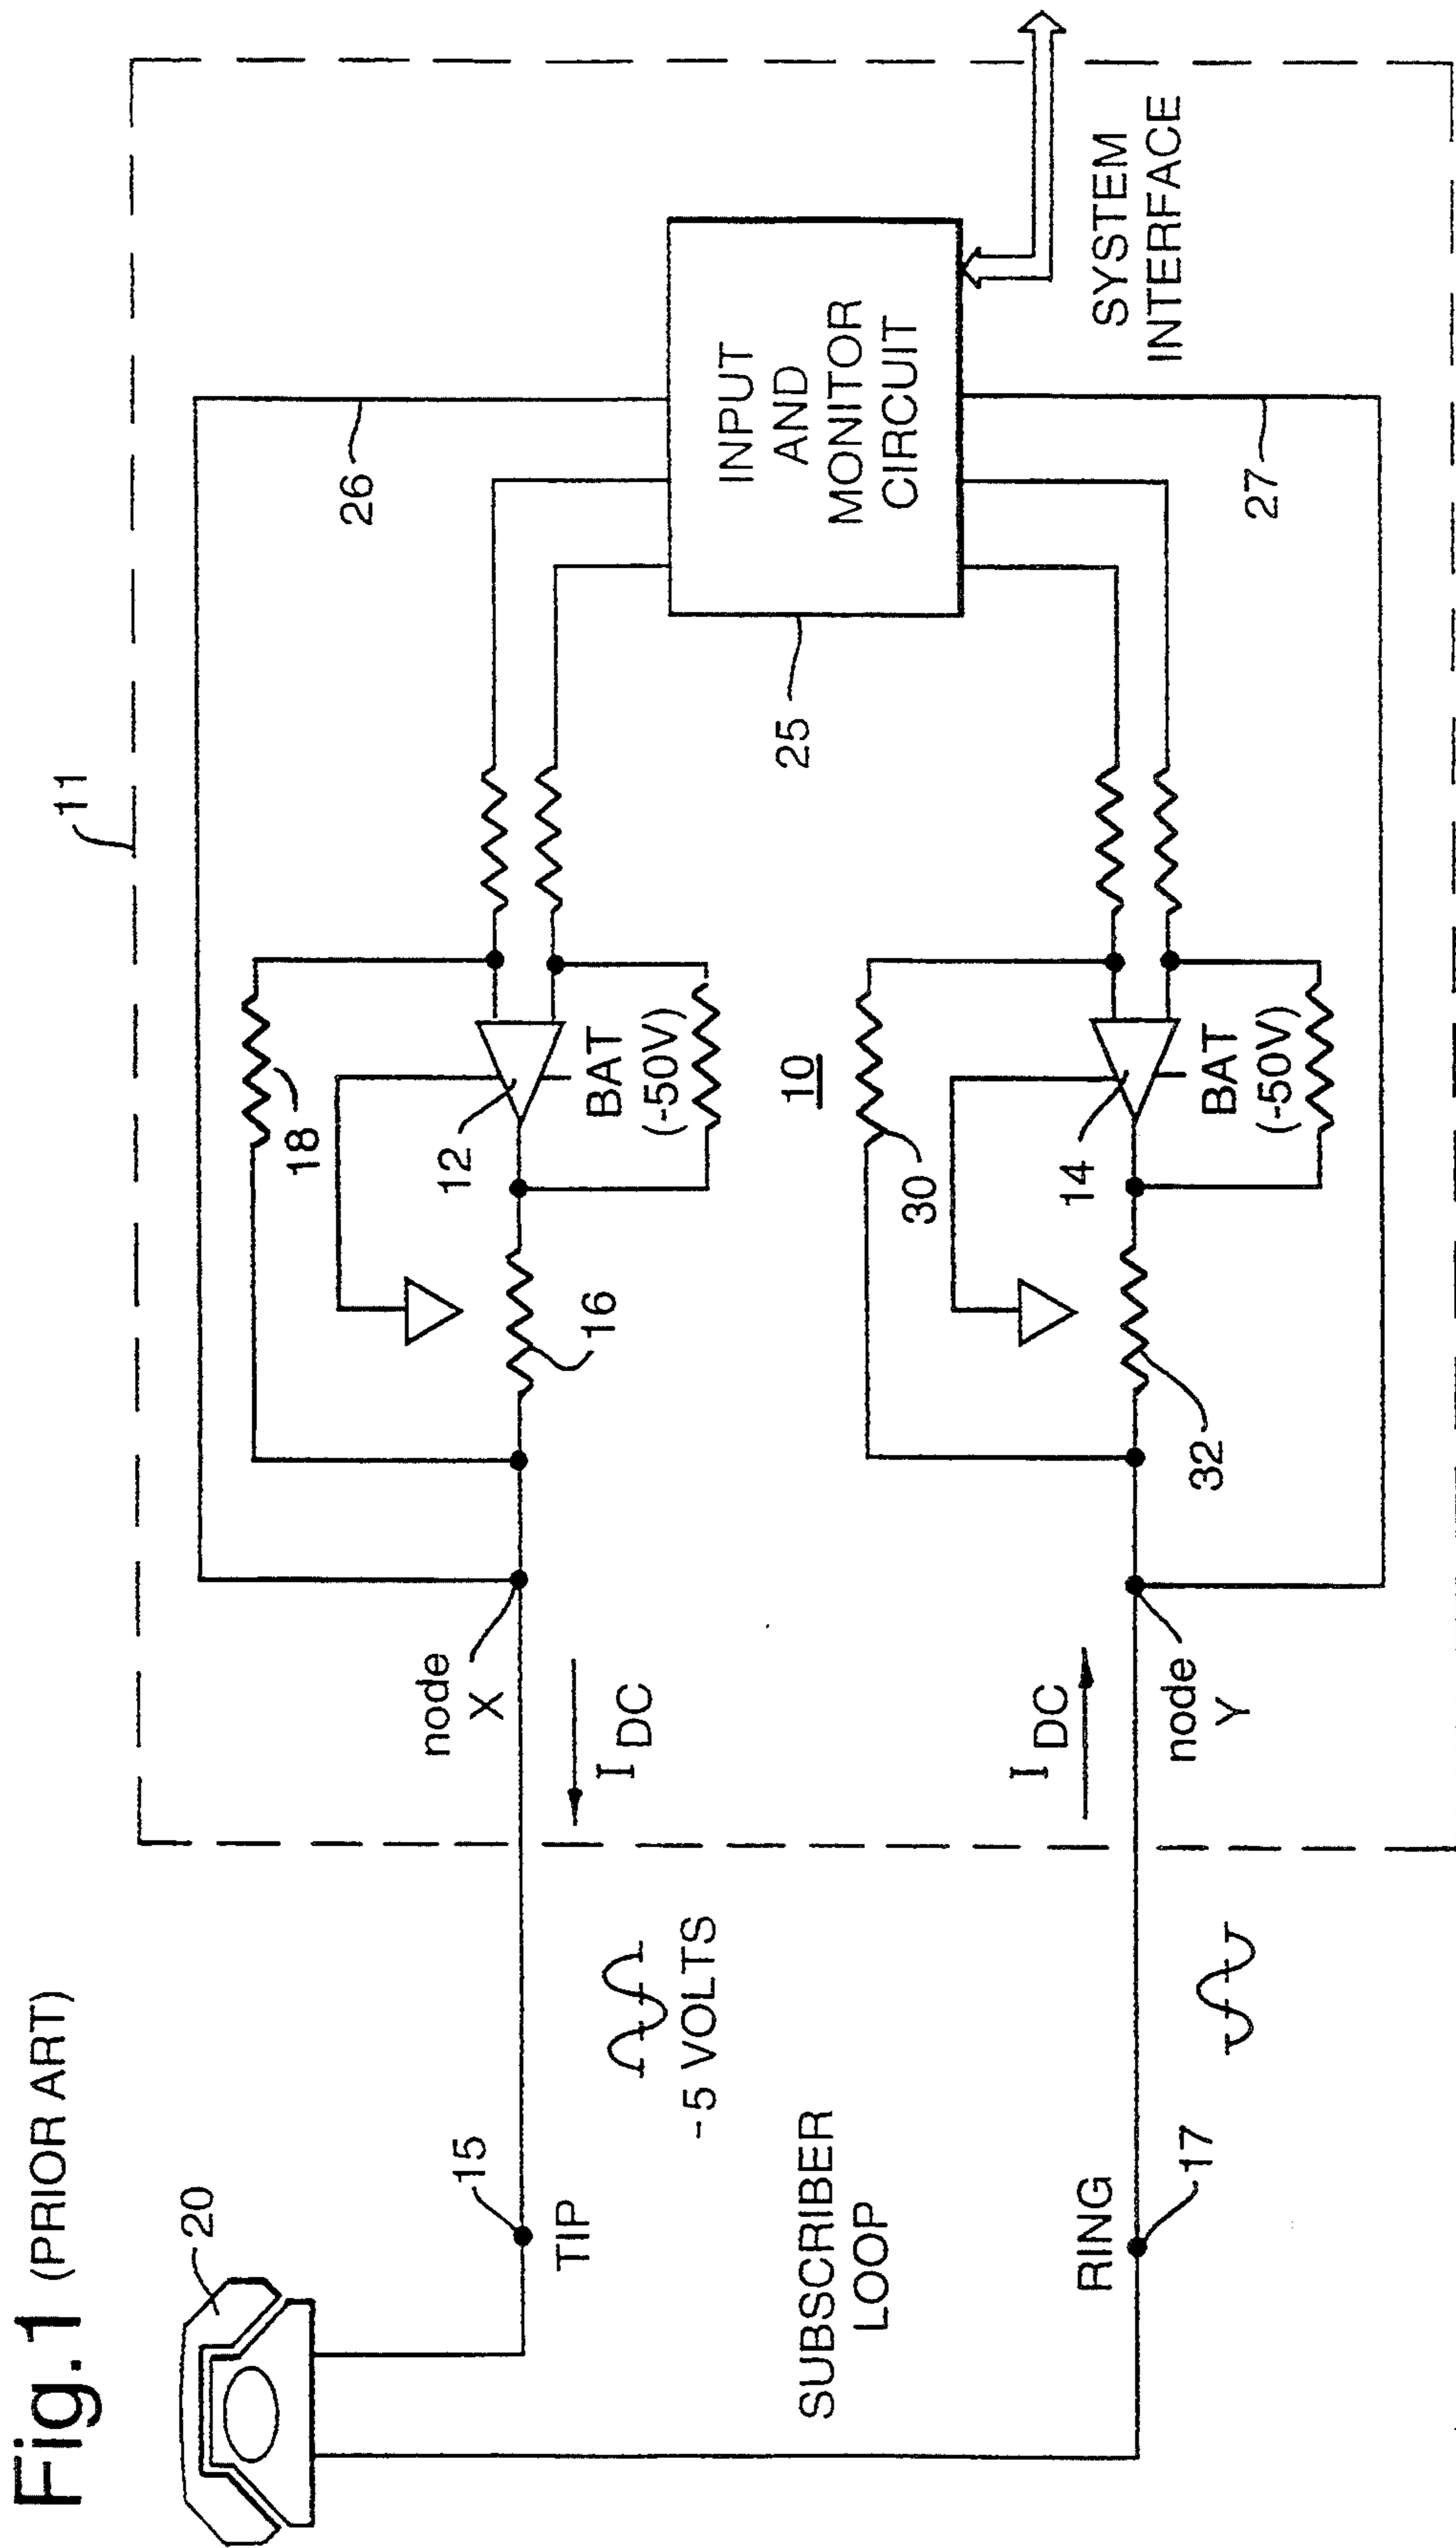 Fig.1 (PRIOR ART)
20
15
TIP
-5 VOLTS
SUBSCRIBER
LOOP
RING
17
11
node
X
I DC
I DC
node
Y
26
18
12
BAT
(-50V)
16
10
30
14
BAT
(-50V)
32
25
INPUT
AND
MONITOR
CIRCUIT
27
SYSTEM
INTERFACE